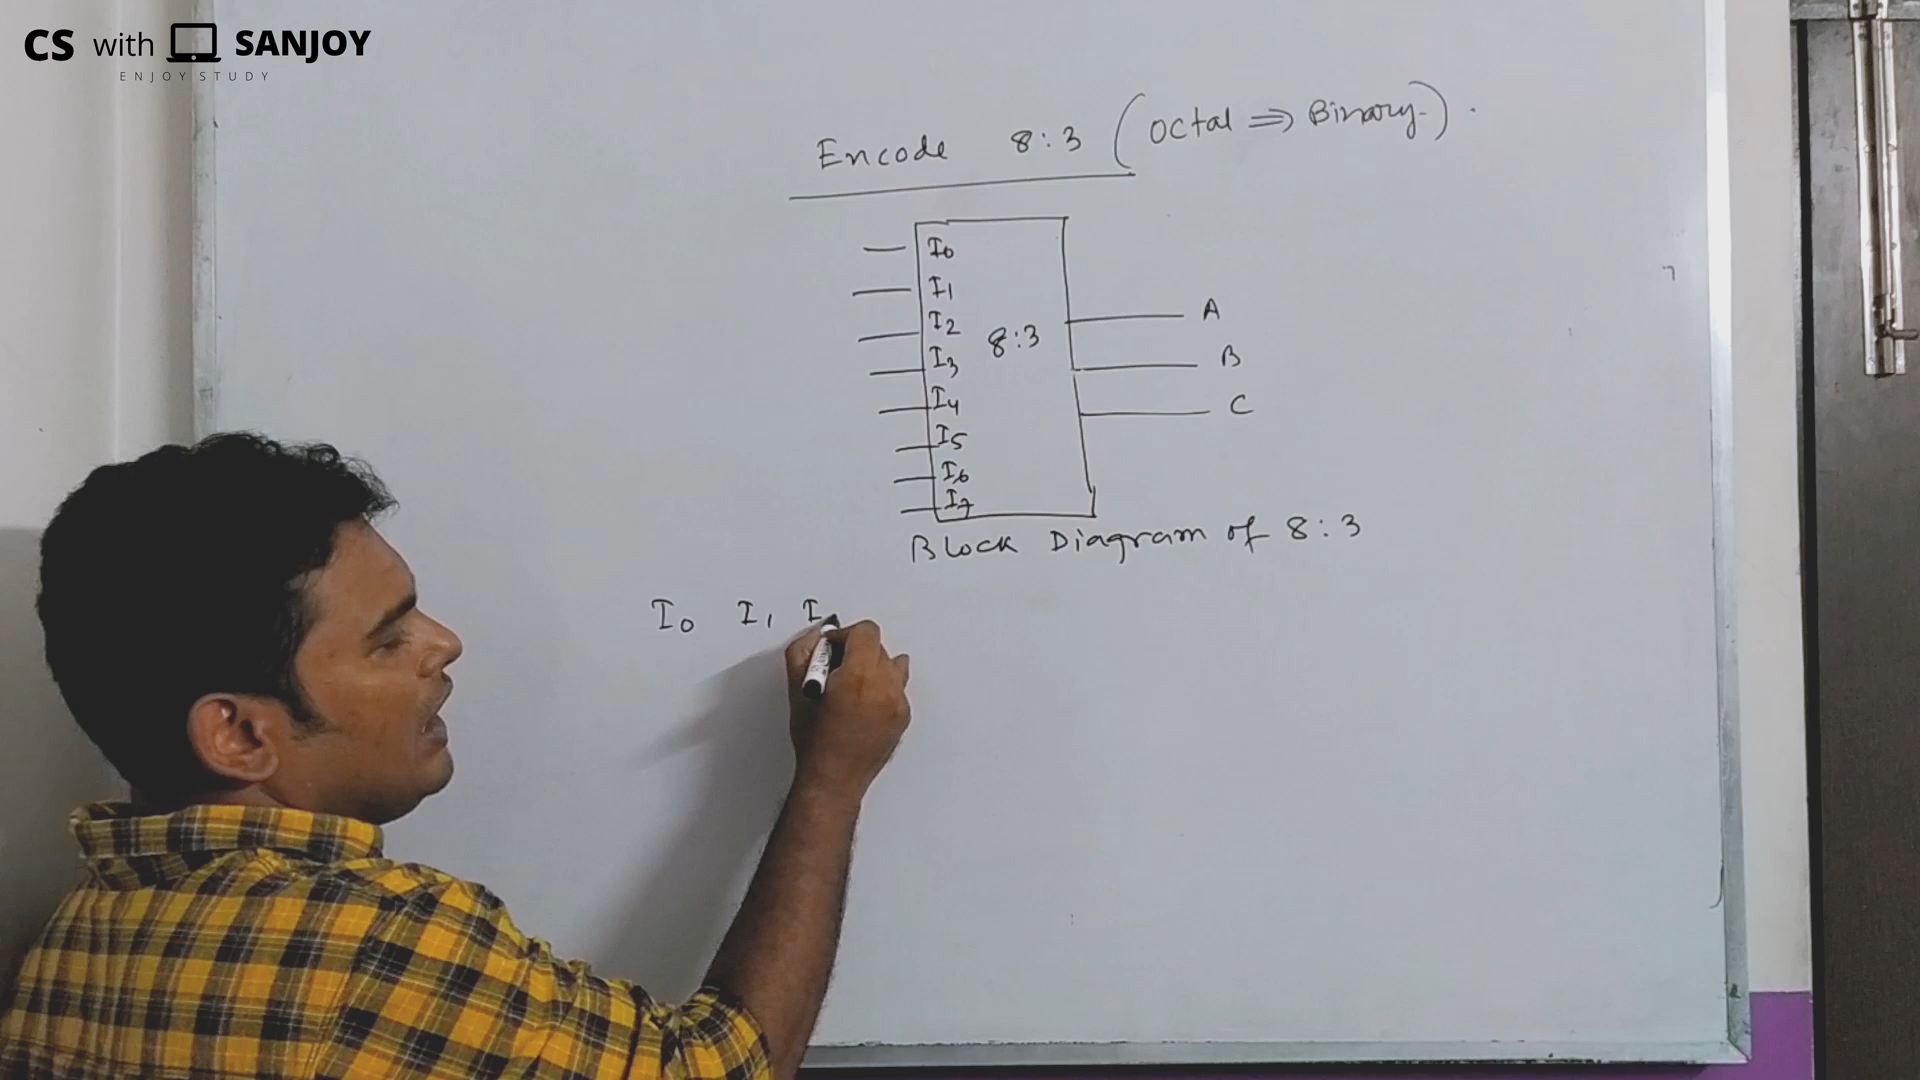 CS with SANJOY
ENJOY STUDY
Encode 8:3 (Octal ⇒ Binary).
I0
I1
I2
I3
I4
I5
I6
I7
8:3
A
B
C
Block Diagram of 8:3
I0 I1 I